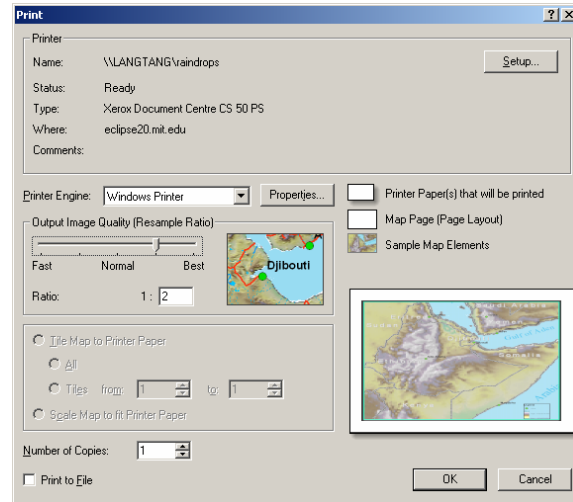 Print
Printer
Name: \\LANGTANG\raindrops
Setup...
Status: Ready
Type: Xerox Document Centre CS 50 PS
Where: eclipse20.mit.edu
Comments:
Printer Engine: Windows Printer Properties...
Printer Paper(s) that will be printed
Map Page (Page Layout)
Sample Map Elements
Output Image Quality (Resample Ratio)
Fast Normal Best
Ratio: 1 : 2
Djibouti
Tile Map to Printer Paper
All
Tiles from: 1 to: 1
Scale Map to fit Printer Paper
Number of Copies: 1
Print to File
OK Cancel